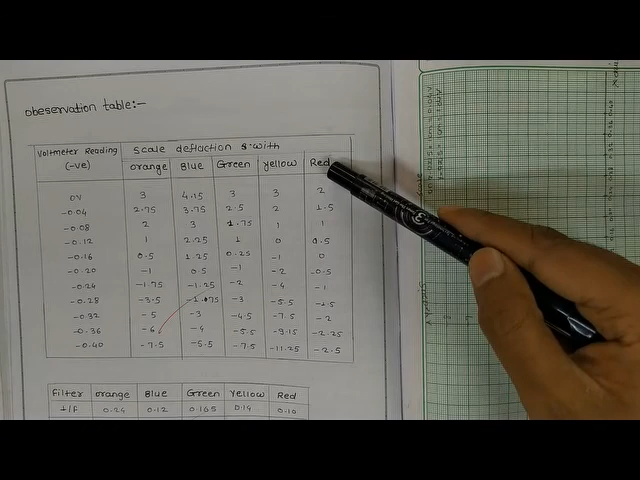 obeservation table:-
Voltmeter Reading (-ve) scale deflaction s with
orange Blue Green yellow Red
0V 3 4.15 3 3 2
-0.04 2.75 3.75 2.5 2 1.5
-0.08 2 3 1.75 1 1
-0.12 1 2.25 1 0 0.5
-0.16 0.5 1.25 0.25 -1 0
-0.20 -1 0.5 -1 -2 -0.5
-0.24 -1.75 -1.25 -2 -4 -1
-0.28 -3.5 -1.75 -3 -5.5 -1.5
-0.32 -5 -3 -4.5 -7.5 -2
-0.36 -6 -4 -5.5 -9.15 -2.25
-0.40 -7.5 -5.5 -7.5 -11.25 -2.5
Filter orange Blue Green Yellow Red
1/f 0.24 0.12 0.165 0.19 0.10
Scale